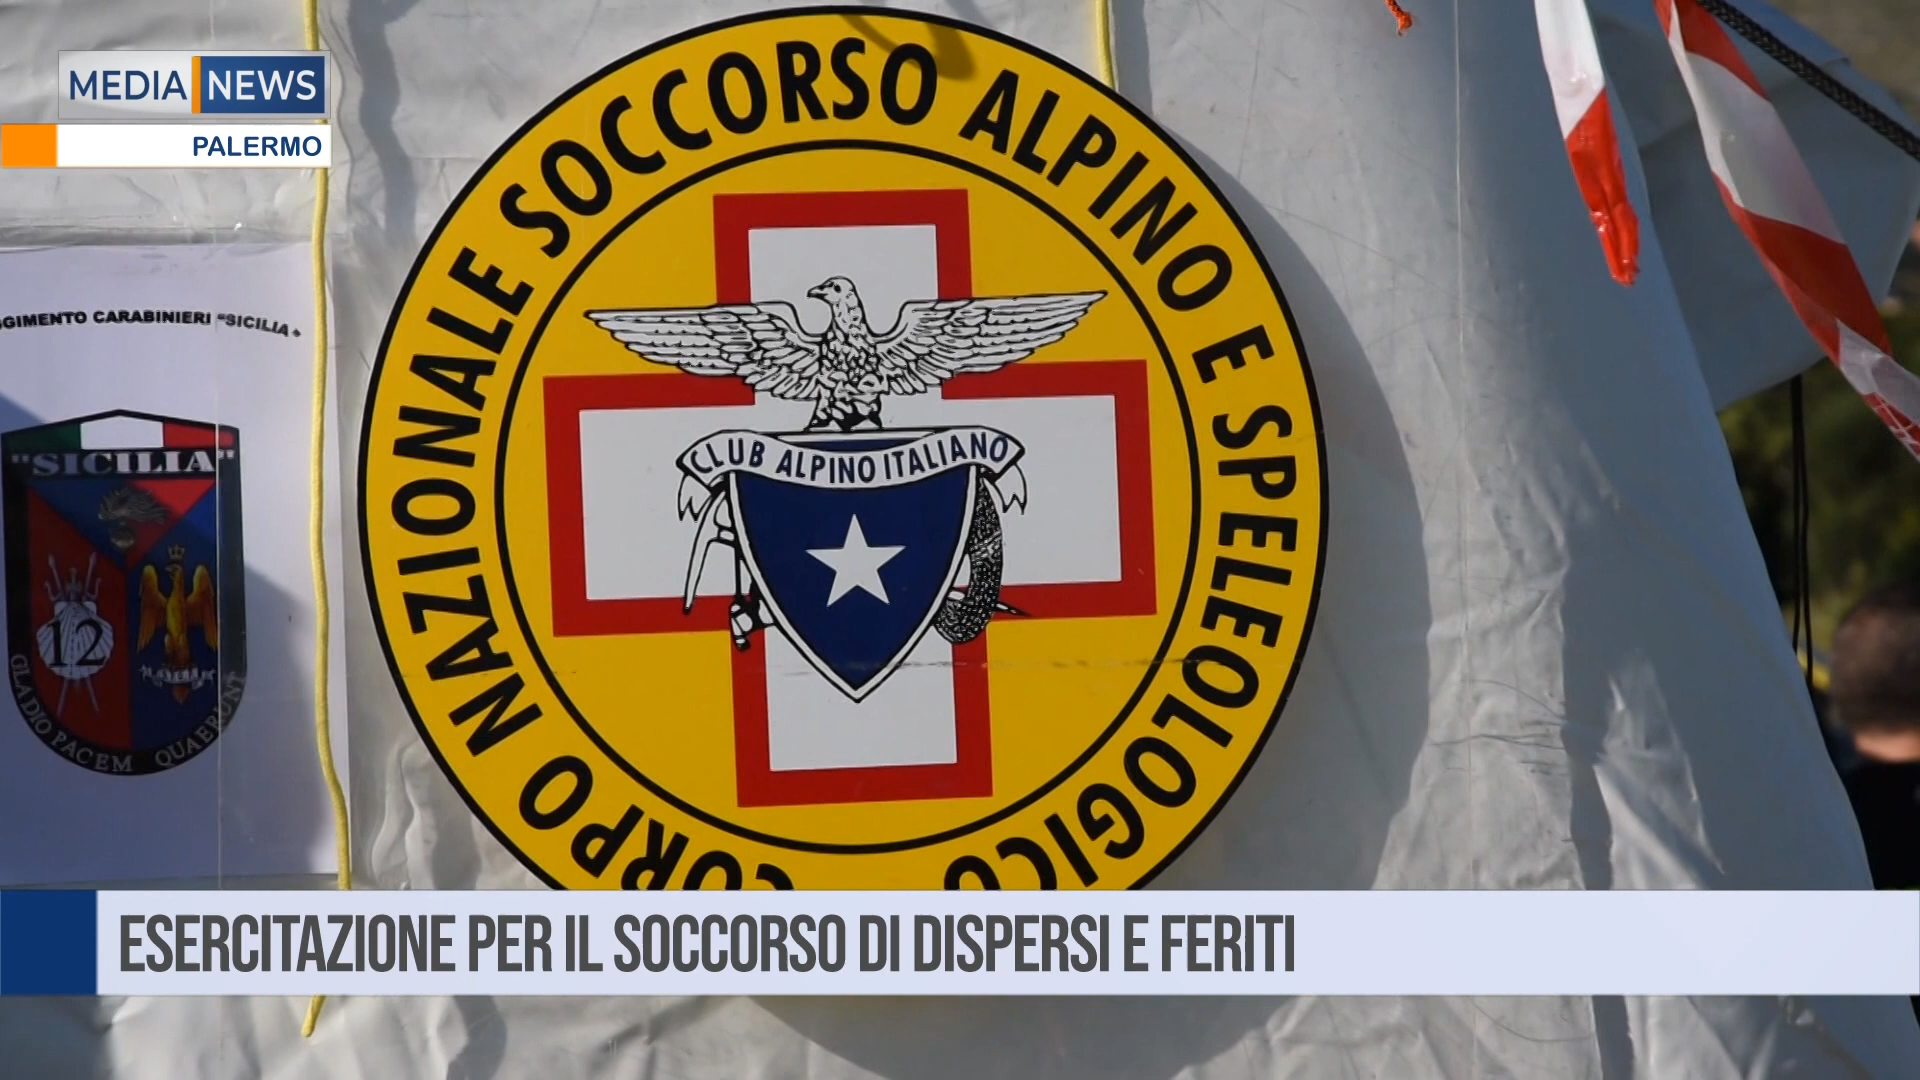 MEDIA NEWS
PALERMO
CORPO NAZIONALE SOCCORSO ALPINO E SPELEOLOGICO
CLUB ALPINO ITALIANO
CARABINIERI "SICILIA"
"SICILIA"
12
GLADIO PACEM QUAERUNT
ESERCITAZIONE PER IL SOCCORSO DI DISPERSI E FERITI